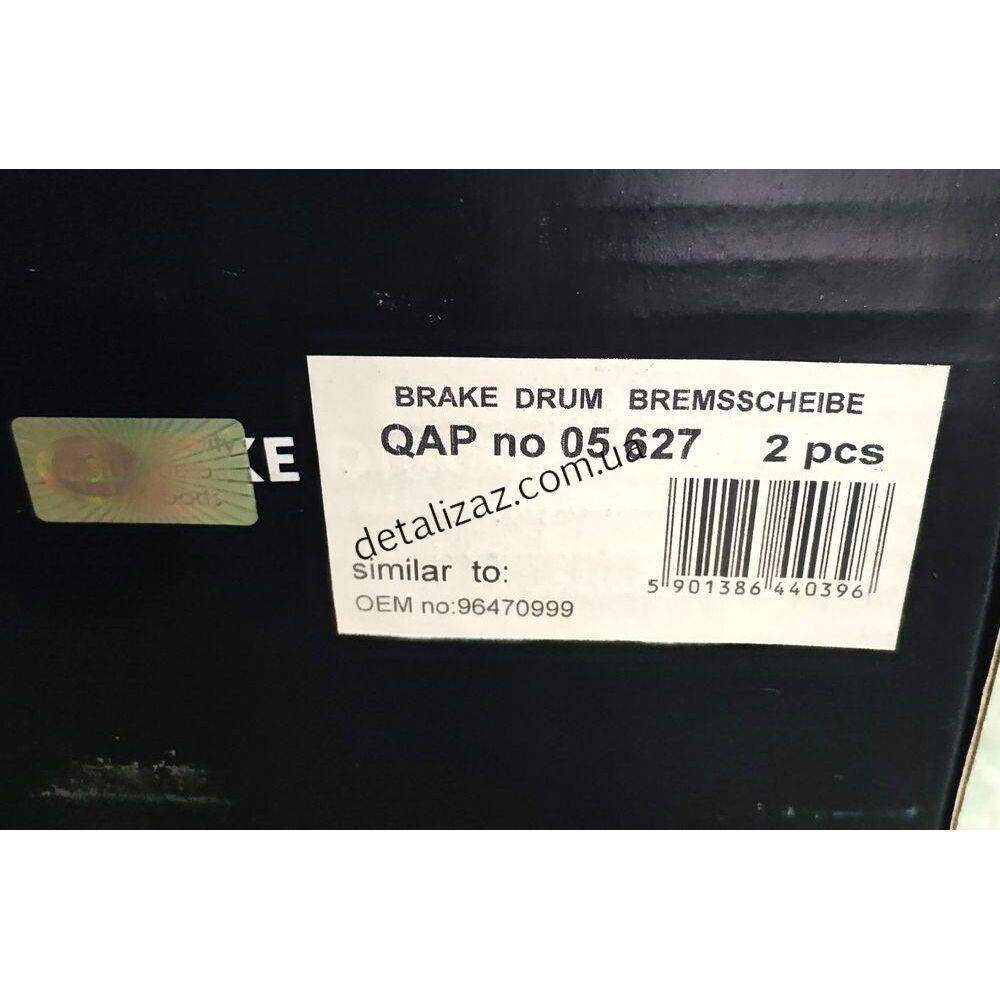 BRAKE DRUM BREMSSCHEIBE
QAP no 05.627 2 pcs
detalizaz.com.ua
similar to:
OEM no:96470999
5 901386 440396
KE